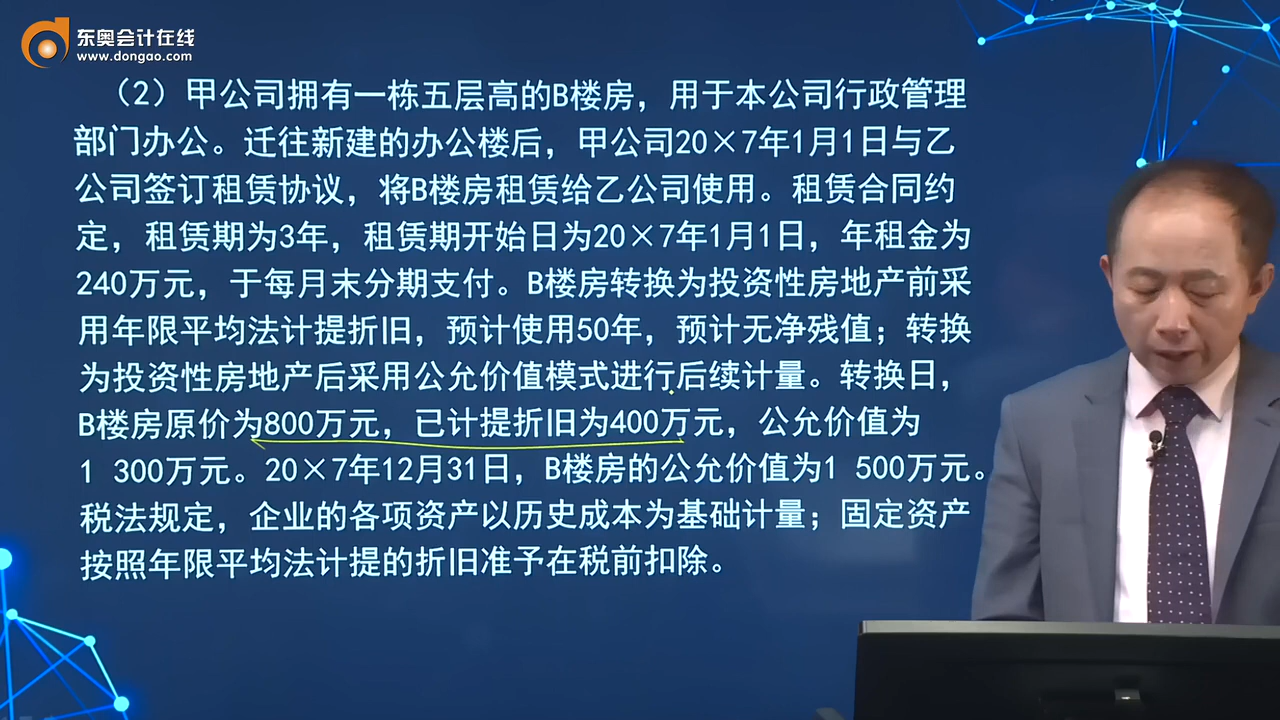 东奥会计在线
www.dongao.com
（2）甲公司拥有一栋五层高的B楼房，用于本公司行政管理
部门办公。迁往新建的办公楼后，甲公司20×7年1月1日与乙
公司签订租赁协议，将B楼房租赁给乙公司使用。租赁合同约
定，租赁期为3年，租赁期开始日为20×7年1月1日，年租金为
240万元，于每月末分期支付。B楼房转换为投资性房地产前采
用年限平均法计提折旧，预计使用50年，预计无净残值；转换
为投资性房地产后采用公允价值模式进行后续计量。转换日，
B楼房原价为800万元，已计提折旧为400万元，公允价值为
1 300万元。20×7年12月31日，B楼房的公允价值为1 500万元。
税法规定，企业的各项资产以历史成本为基础计量；固定资产
按照年限平均法计提的折旧准予在税前扣除。